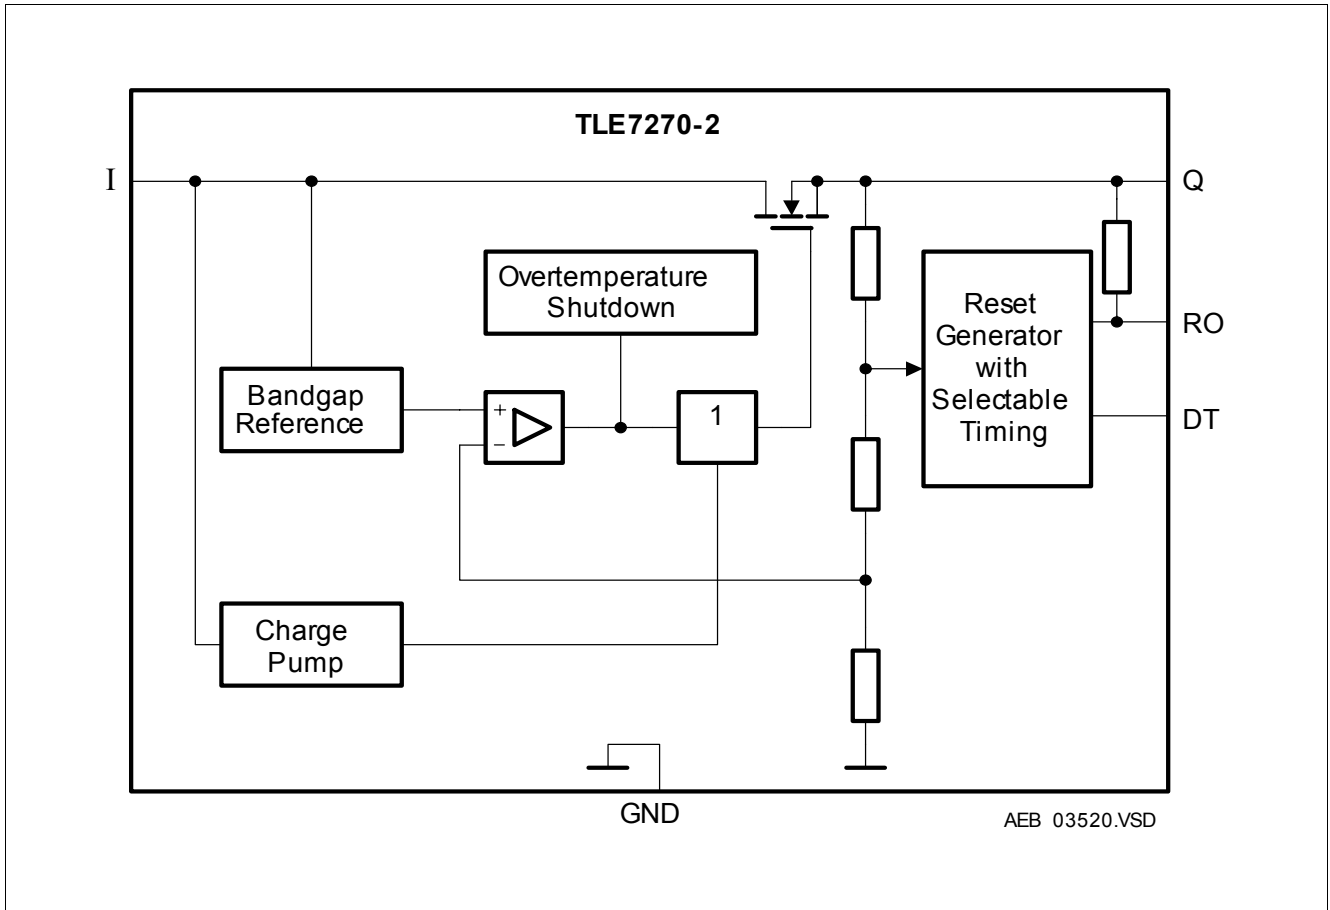 TLE7270-2
I
Q
Overtemperature
Shutdown
Reset
Generator
with
Selectable
Timing
RO
Bandgap
Reference
+
−
1
DT
Charge
Pump
GND
AEB 03520.VSD